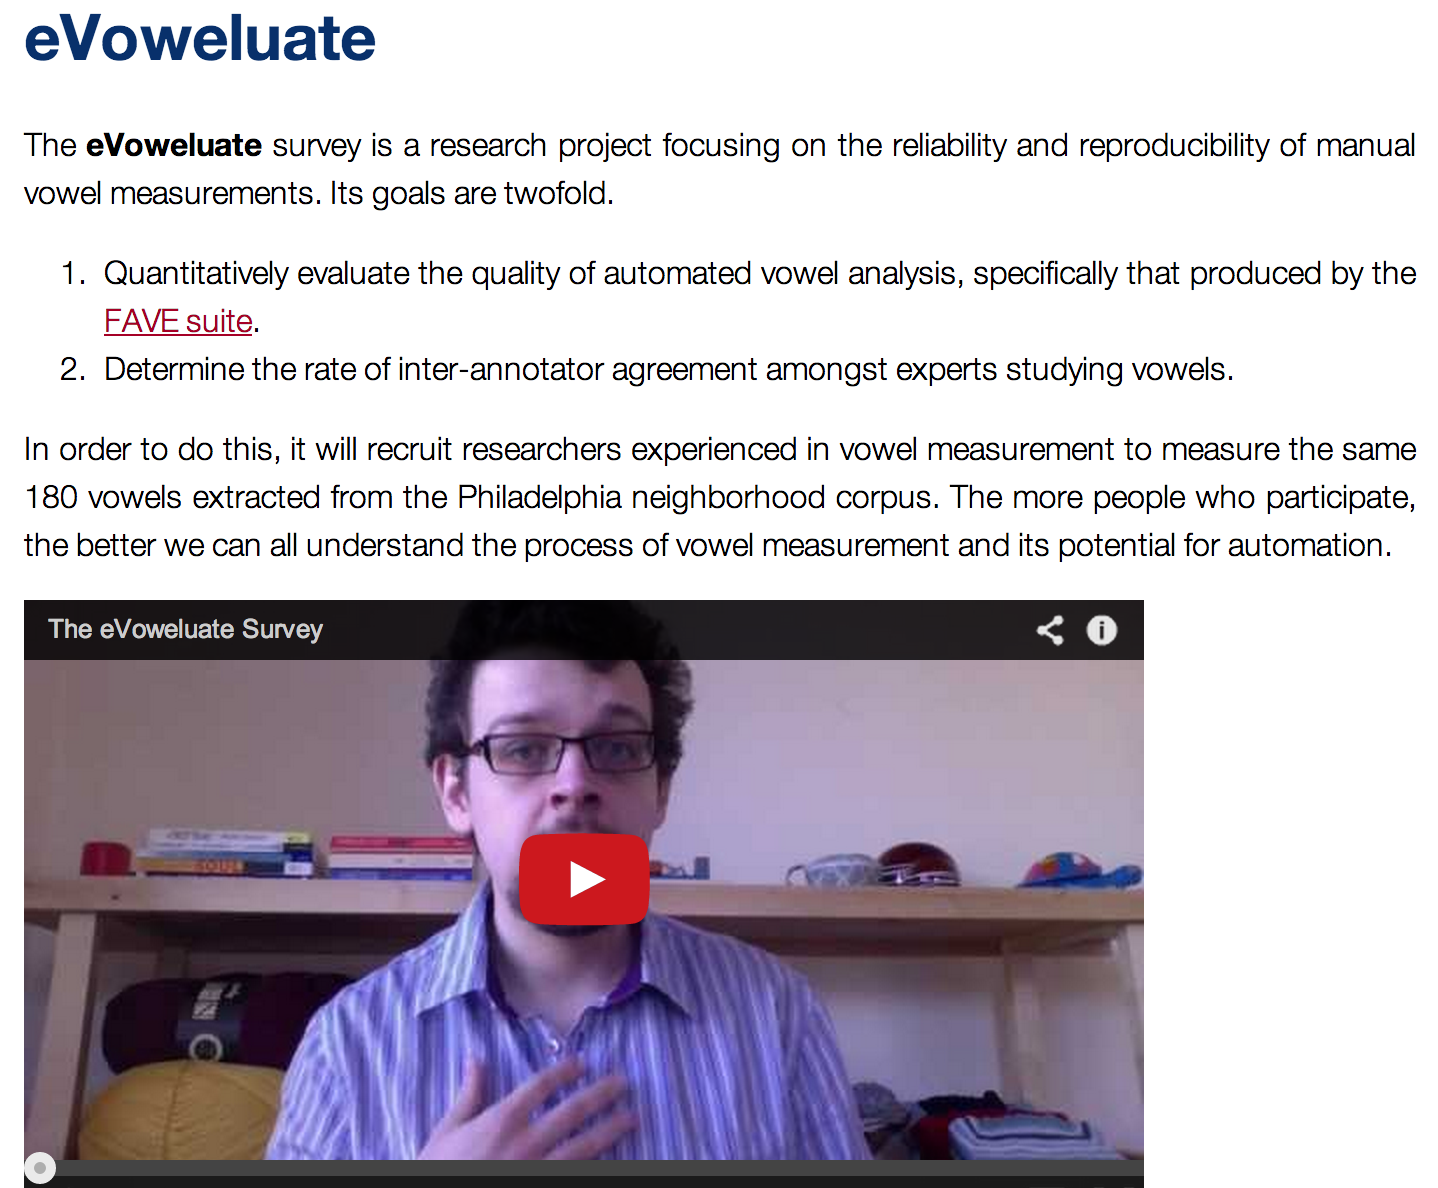 eVoweluate
The eVoweluate survey is a research project focusing on the reliability and reproducibility of manual
vowel measurements. Its goals are twofold.
1. Quantitatively evaluate the quality of automated vowel analysis, specifically that produced by the
FAVE suite.
2. Determine the rate of inter-annotator agreement amongst experts studying vowels.
In order to do this, it will recruit researchers experienced in vowel measurement to measure the same
180 vowels extracted from the Philadelphia neighborhood corpus. The more people who participate,
the better we can all understand the process of vowel measurement and its potential for automation.
The eVoweluate Survey